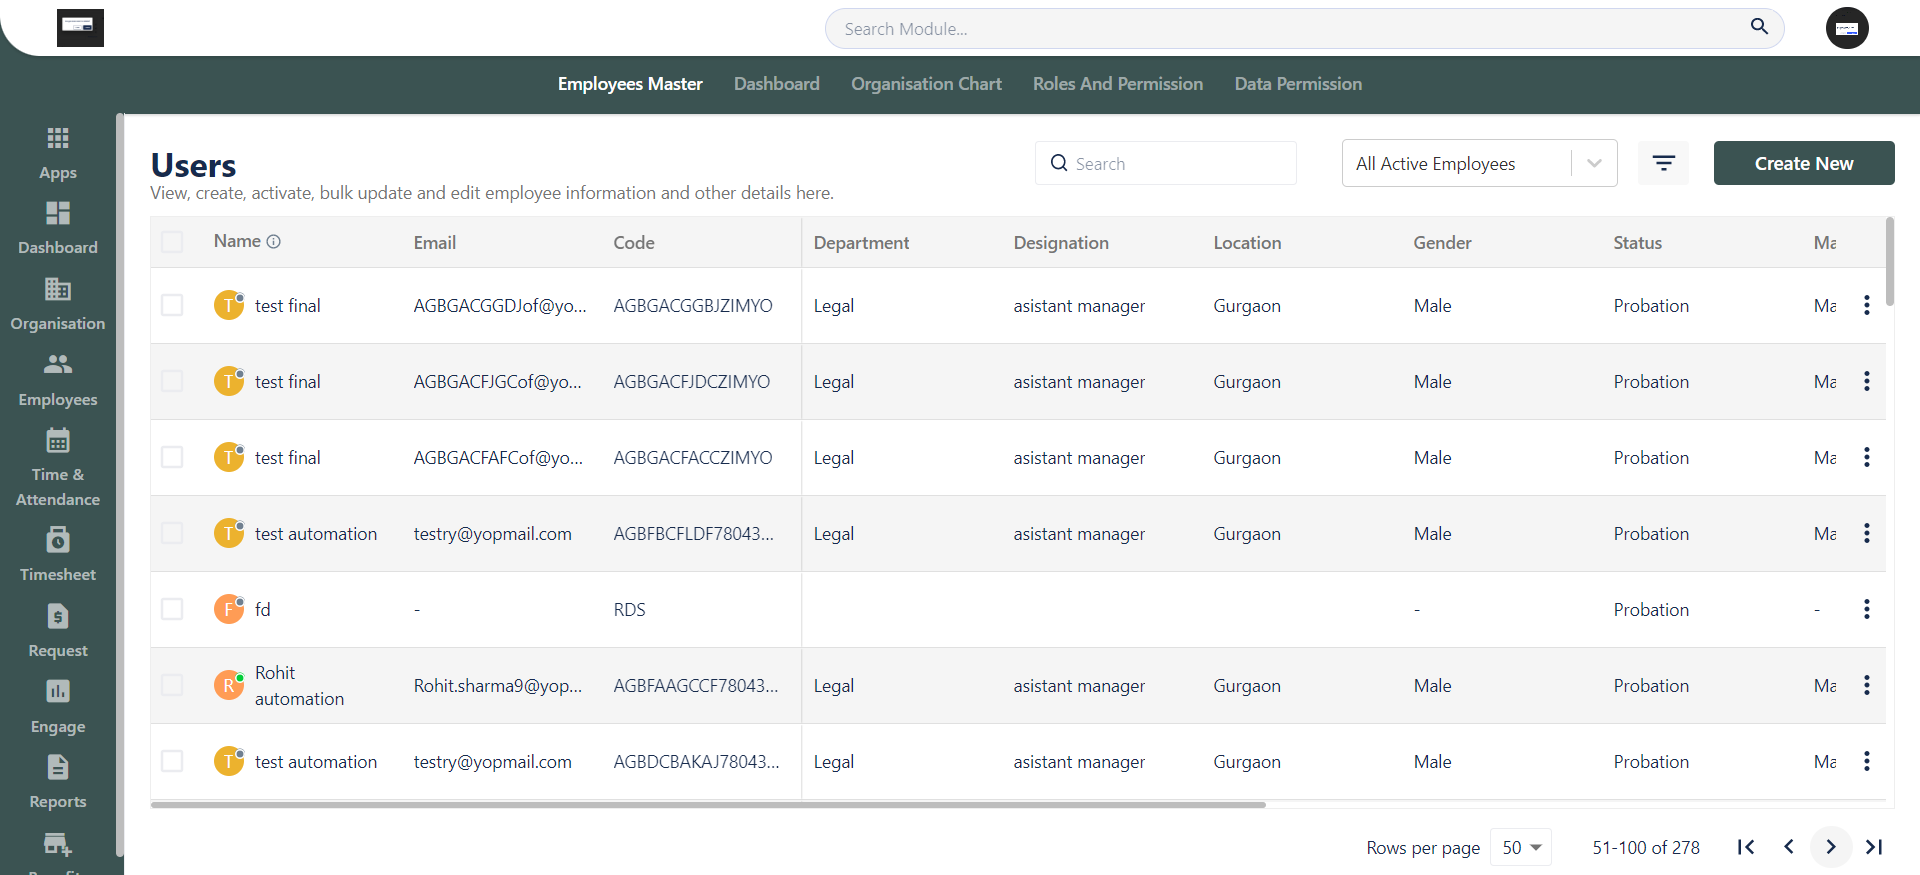 Search Module...
Employees Master Dashboard Organisation Chart Roles And Permission Data Permission
Apps
Dashboard
Organisation
Employees
Time &
Attendance
Timesheet
Request
Engage
Reports
Users
View, create, activate, bulk update and edit employee information and other details here.
Search
All Active Employees
Create New
Name Email Code Department Designation Location Gender Status Ma
T test final AGBGACGGDJof@yo... AGBGACGGBJZIMYO Legal asistant manager Gurgaon Male Probation Ma
T test final AGBGACFJGCof@yo... AGBGACFJDCZIMYO Legal asistant manager Gurgaon Male Probation Ma
T test final AGBGACFAFCof@yo... AGBGACFACCZIMYO Legal asistant manager Gurgaon Male Probation Ma
T test automation testry@yopmail.com AGBFBCFLDF78043... Legal asistant manager Gurgaon Male Probation Ma
F fd - RDS - Probation -
R Rohit
automation Rohit.sharma9@yop... AGBFAAGCCF78043... Legal asistant manager Gurgaon Male Probation Ma
T test automation testry@yopmail.com AGBDCBAKAJ78043... Legal asistant manager Gurgaon Male Probation Ma
Rows per page 50 51-100 of 278